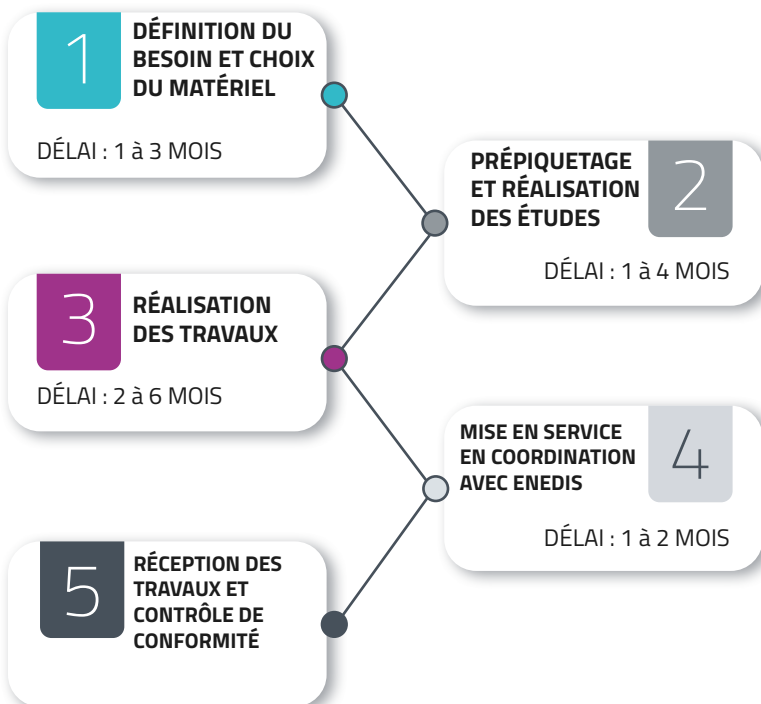 1
DÉFINITION DU
BESOIN ET CHOIX
DU MATÉRIEL
DÉLAI : 1 à 3 MOIS
PRÉPIQUETAGE
ET RÉALISATION
DES ÉTUDES
2
DÉLAI : 1 à 4 MOIS
3
RÉALISATION
DES TRAVAUX
DÉLAI : 2 à 6 MOIS
MISE EN SERVICE
EN COORDINATION
AVEC ENEDIS
4
DÉLAI : 1 à 2 MOIS
5
RÉCEPTION DES
TRAVAUX ET
CONTRÔLE DE
CONFORMITÉ